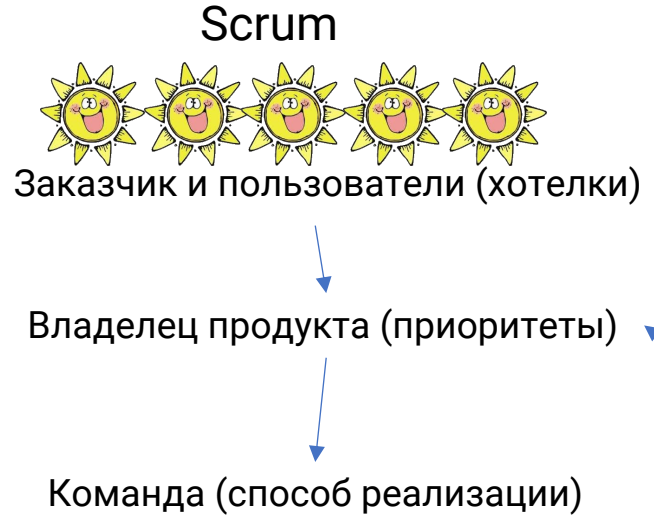 Scrum
Заказчик и пользователи (хотелки)
Владелец продукта (приоритеты)
Команда (способ реализации)